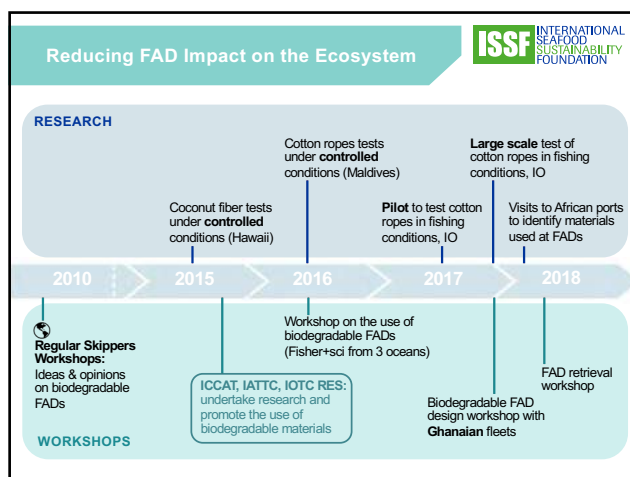 Reducing FAD Impact on the Ecosystem
ISSF
INTERNATIONAL
SEAFOOD
SUSTAINABILITY
FOUNDATION
RESEARCH
Coconut fiber tests
under controlled
conditions (Hawaii)
Cotton ropes tests
under controlled
conditions (Maldives)
Pilot to test cotton
ropes in fishing
conditions, IO
Large scale test of
cotton ropes in fishing
conditions, IO
Visits to African ports
to identify materials
used at FADs
2010
2015
2016
2017
2018
Regular Skippers
Workshops:
Ideas & opinions
on biodegradable
FADs
ICCAT, IATTC, IOTC RES:
undertake research and
promote the use of
biodegradable materials
Workshop on the use of
biodegradable FADs
(Fisher+sci from 3 oceans)
Biodegradable FAD
design workshop with
Ghanaian fleets
FAD retrieval
workshop
WORKSHOPS